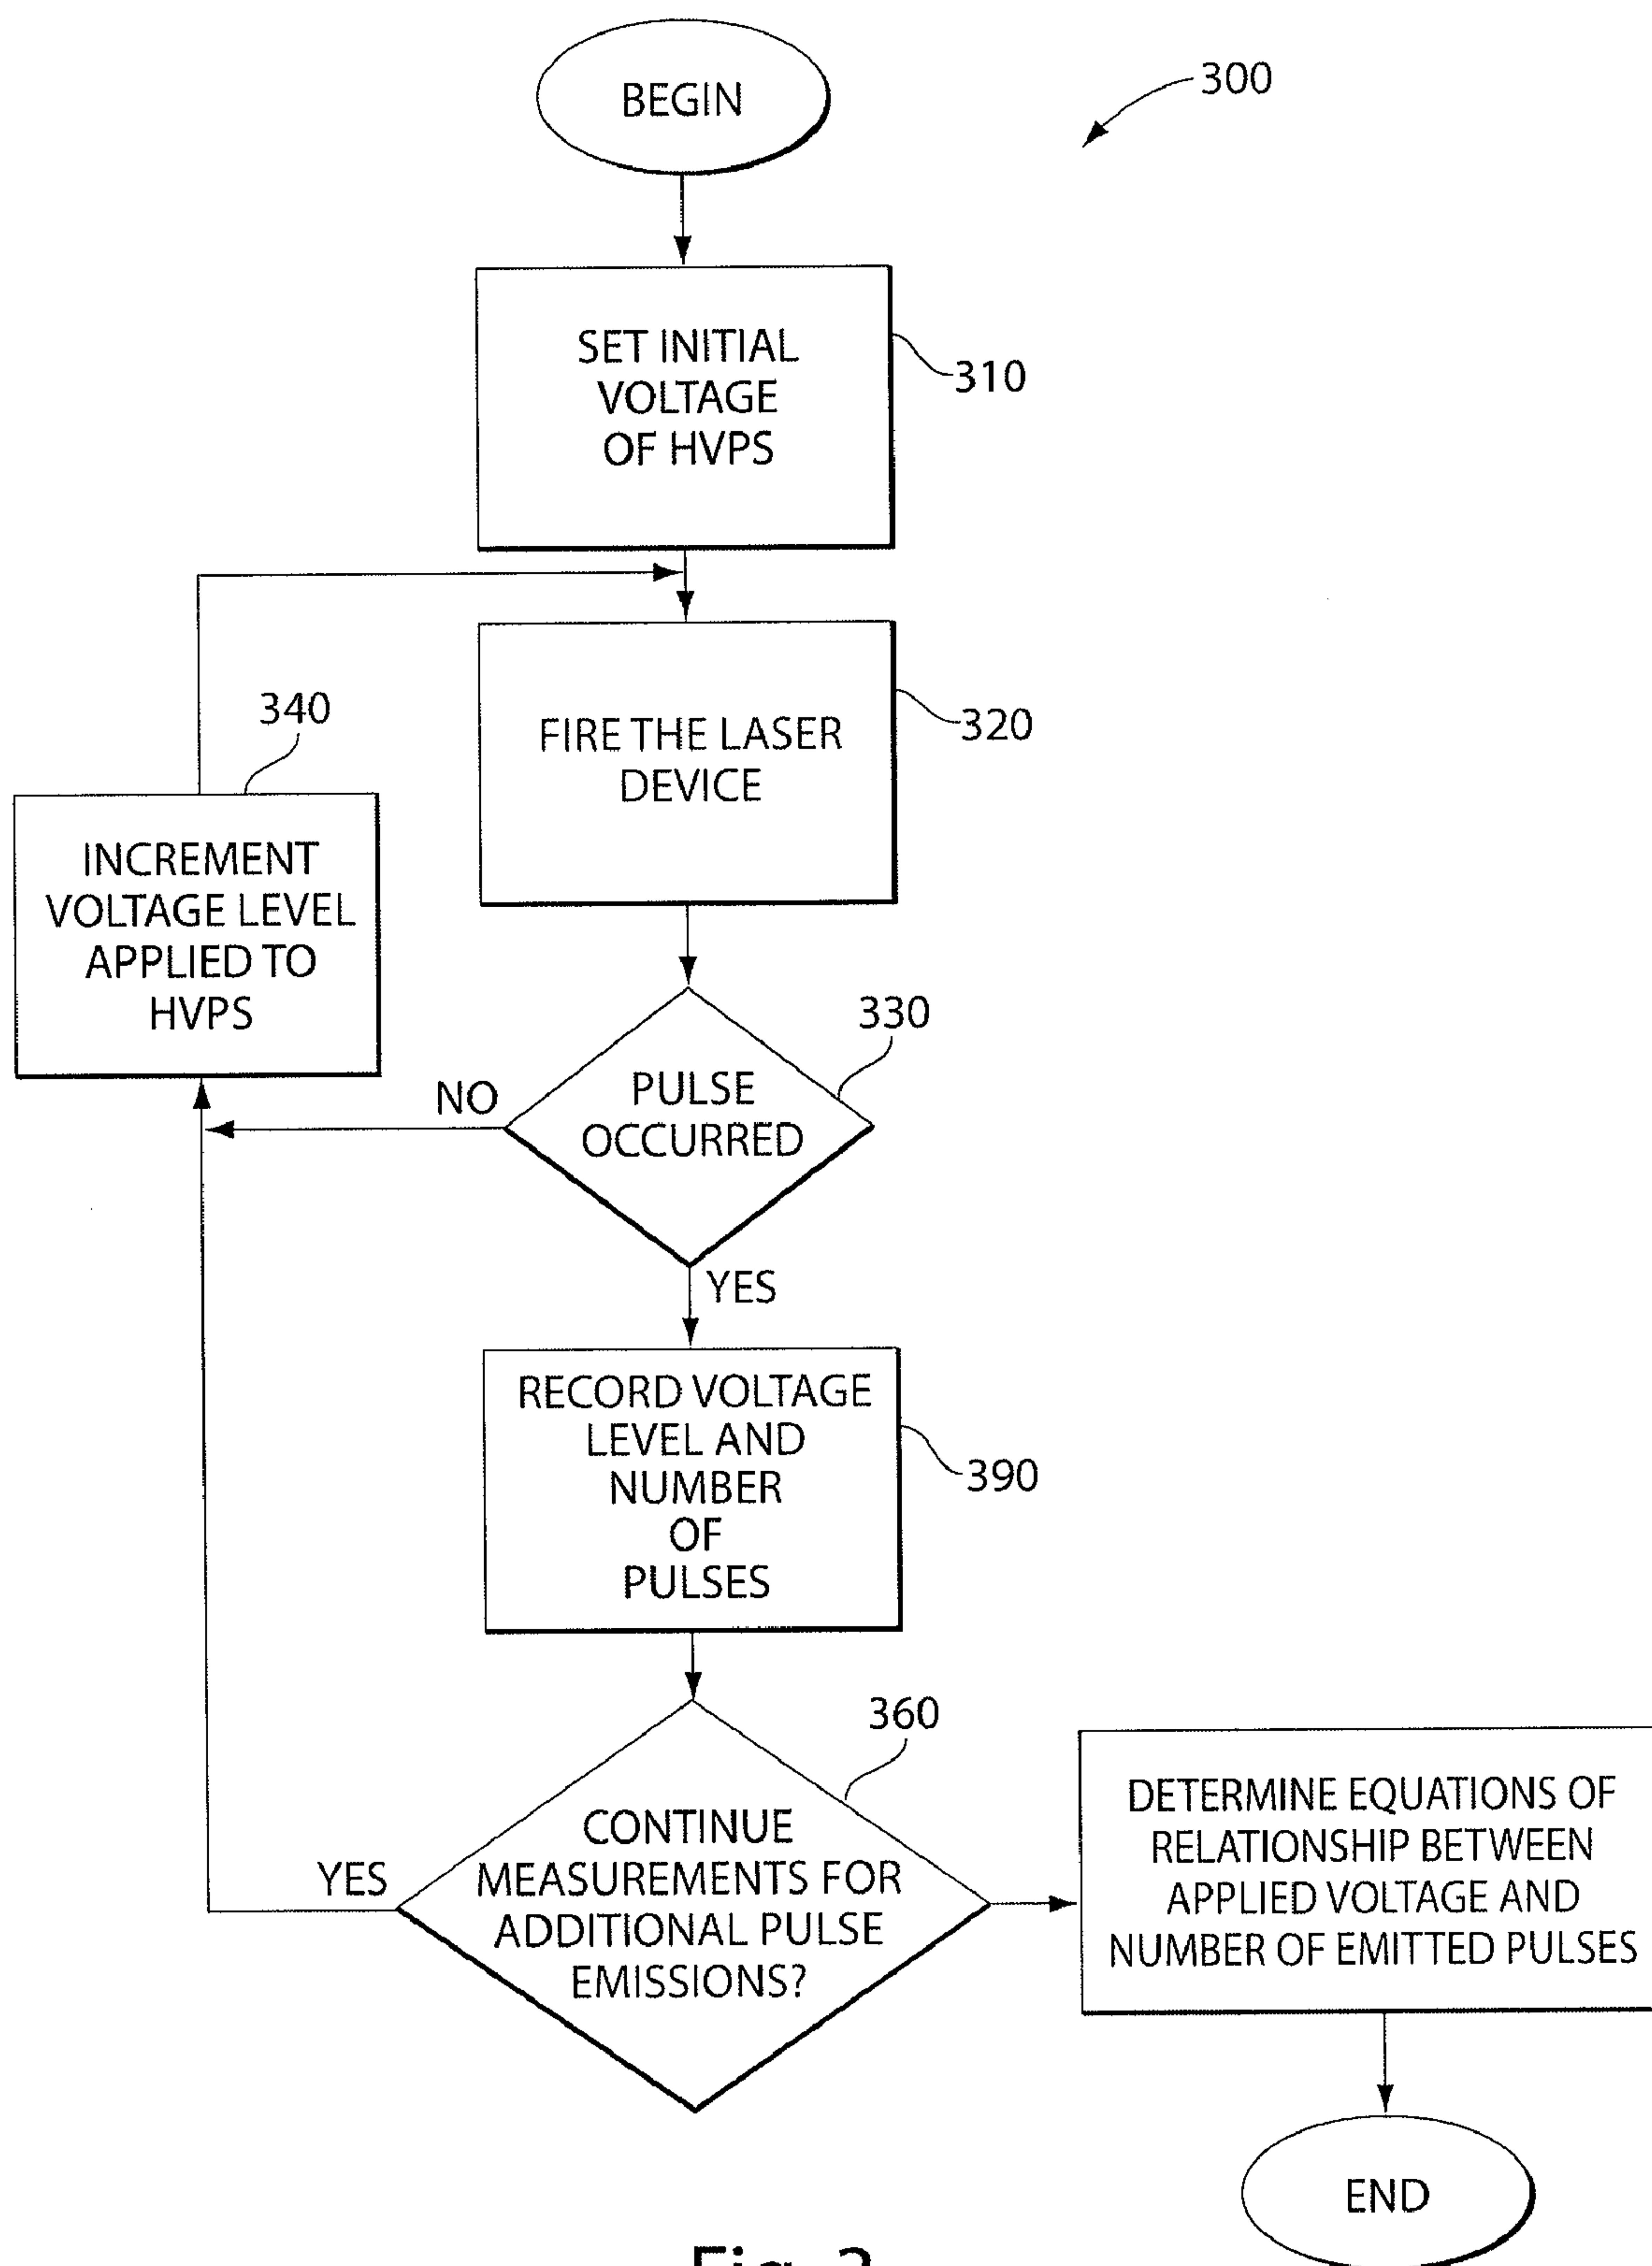 BEGIN
300
SET INITIAL
VOLTAGE
OF HVPS
310
FIRE THE LASER
DEVICE
320
340
INCREMENT
VOLTAGE LEVEL
APPLIED TO
HVPS
330
PULSE
OCCURRED
NO
YES
RECORD VOLTAGE
LEVEL AND
NUMBER
OF
PULSES
390
360
CONTINUE
MEASUREMENTS FOR
ADDITIONAL PULSE
EMISSIONS?
YES
DETERMINE EQUATIONS OF
RELATIONSHIP BETWEEN
APPLIED VOLTAGE AND
NUMBER OF EMITTED PULSES
END